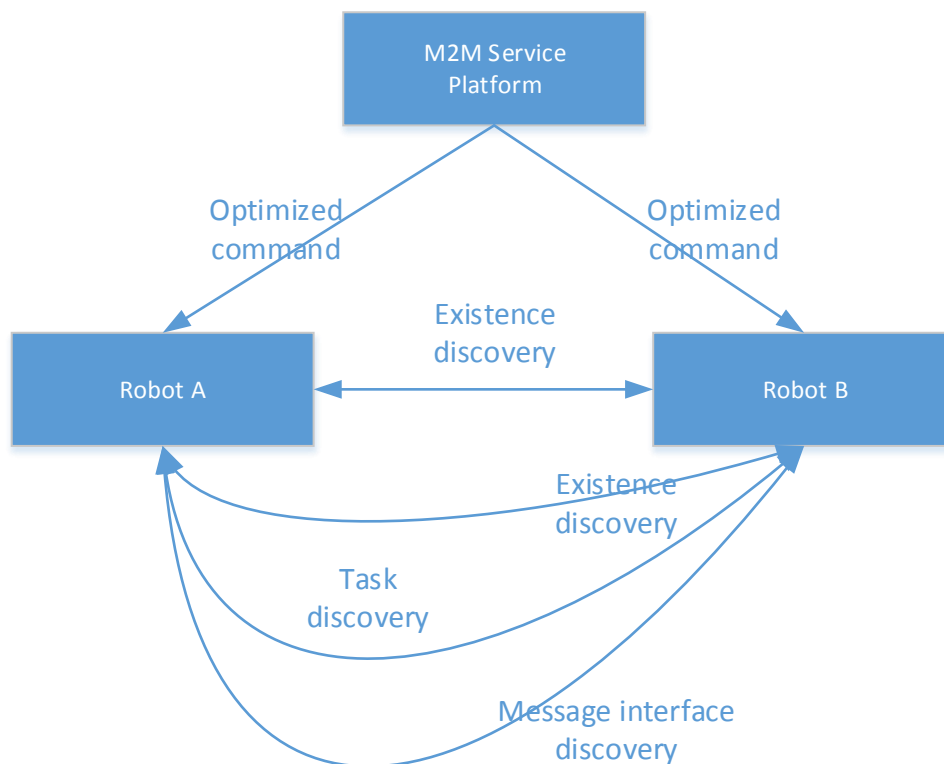 M2M Service
Platform
Optimized
command
Optimized
command
Existence
discovery
Robot A
Robot B
Existence
discovery
Task
discovery
Message interface
discovery